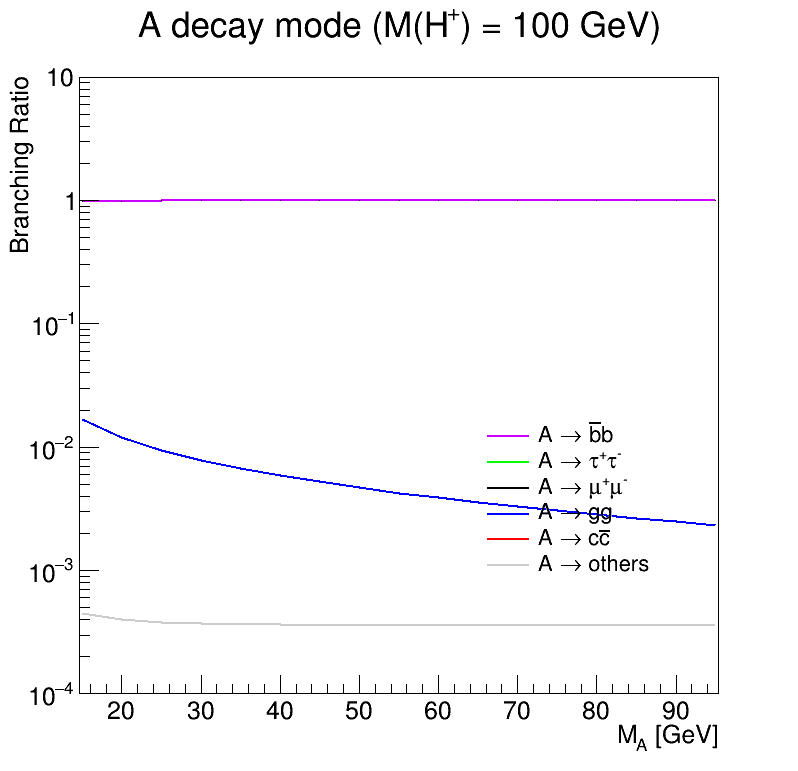 A decay mode (M(H⁺) = 100 GeV)
Branching Ratio
10
1
10⁻¹
10⁻²
10⁻³
10⁻⁴
A → b̅b
A → τ⁺τ⁻
A → μ⁺μ⁻
A → gg
A → cc̅
A → others
20 30 40 50 60 70 80 90
M_A [GeV]